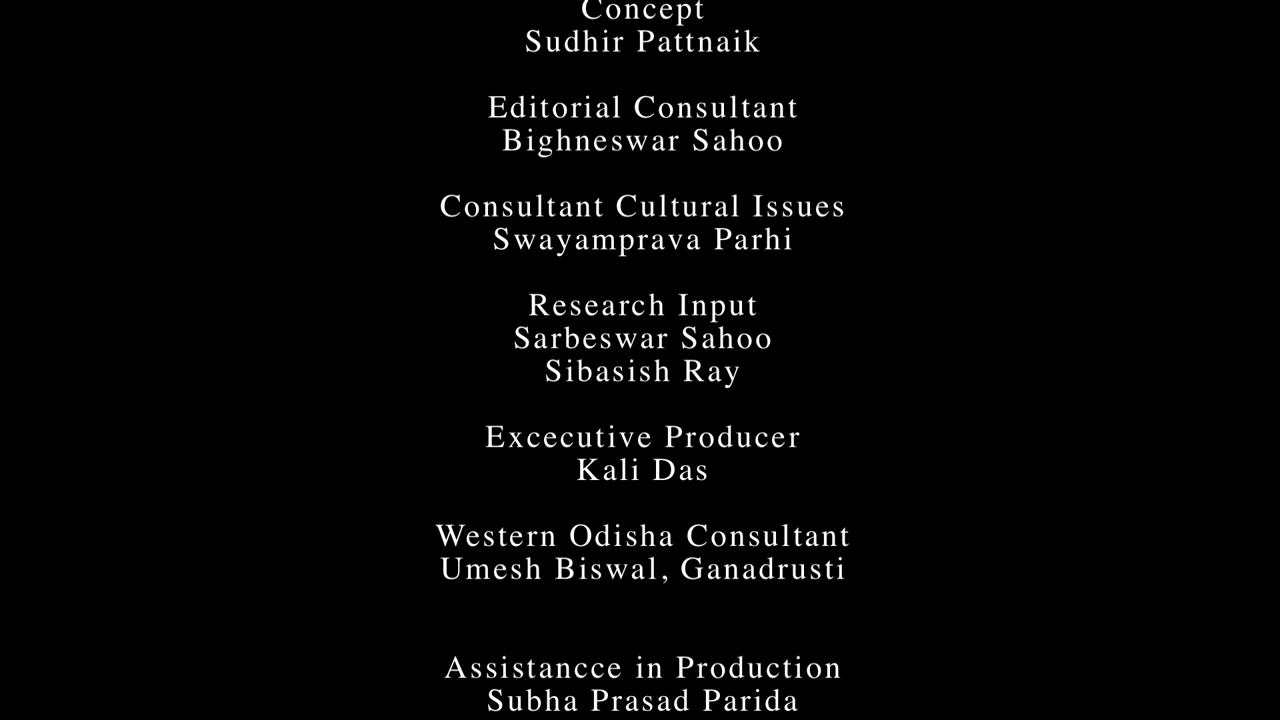 Concept
Sudhir Pattnaik
Editorial Consultant
Bighneswar Sahoo
Consultant Cultural Issues
Swayamprava Parhi
Research Input
Sarbeswar Sahoo
Sibasish Ray
Excecutive Producer
Kali Das
Western Odisha Consultant
Umesh Biswal, Ganadrusti
Assistancce in Production
Subha Prasad Parida